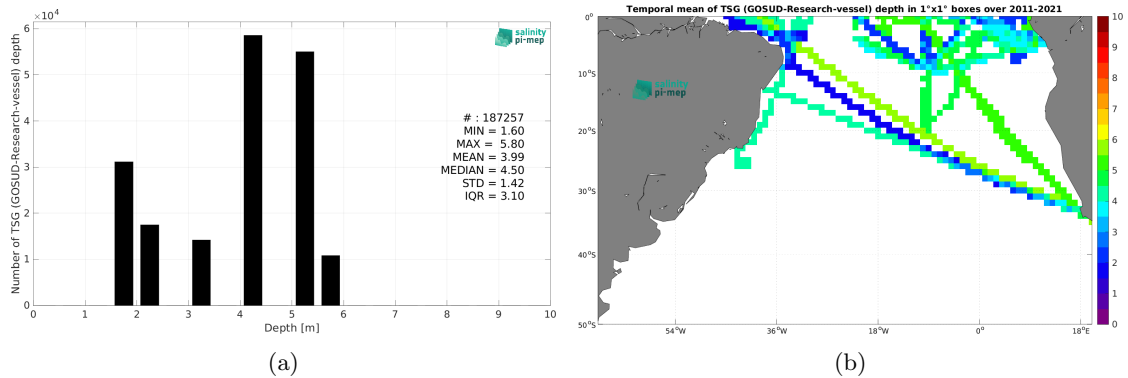 ×10⁴
6
5
4
3
2
1
0
Number of TSG (GOSUD-Research-vessel) depth
salinity
pi-mep
# : 187257
MIN = 1.60
MAX = 5.80
MEAN = 3.99
MEDIAN = 4.50
STD = 1.42
IQR = 3.10
0 1 2 3 4 5 6 7 8 9 10
Depth [m]
(a)
Temporal mean of TSG (GOSUD-Research-vessel) depth in 1°x1° boxes over 2011-2021
0°
10°S
20°S
30°S
40°S
50°S
salinity
pi-mep
54°W 36°W 18°W 0° 18°E
10
9
8
7
6
5
4
3
2
1
0
(b)